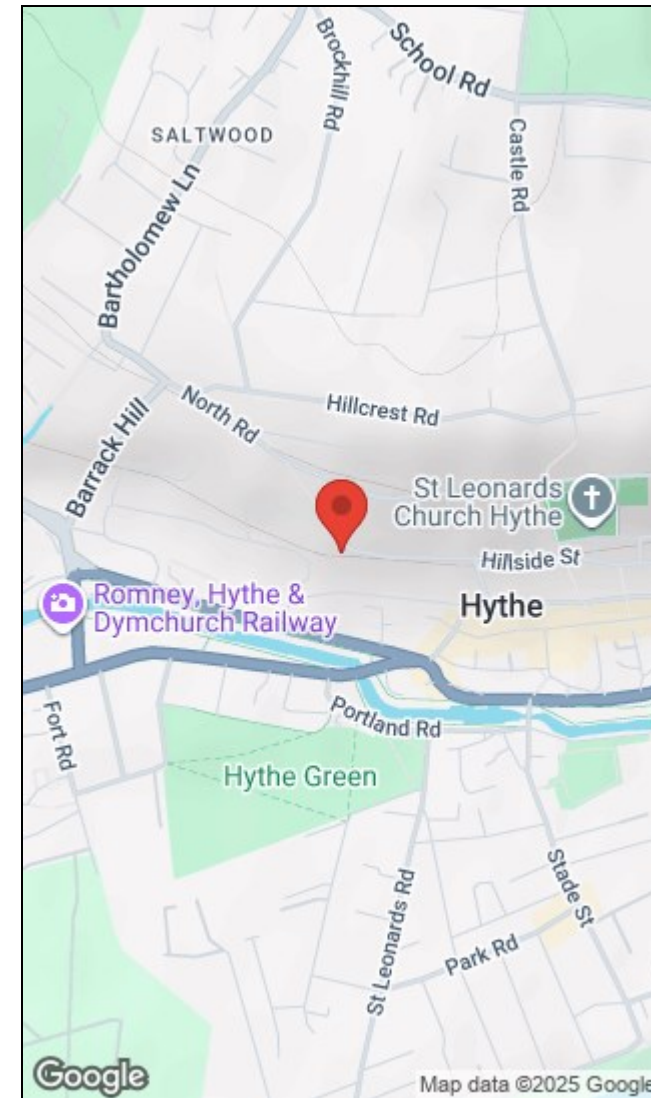 School Rd
Brockhill Rd
SALTWOOD
Castle Rd
Bartholomew Ln
Hillcrest Rd
North Rd
Barrack Hill
St Leonards
Church Hythe
Hillside St
Romney, Hythe &
Dymchurch Railway
Hythe
Portland Rd
Fort Rd
Hythe Green
Stade St
St Leonards Rd
Park Rd
Google
Map data ©2025 Google